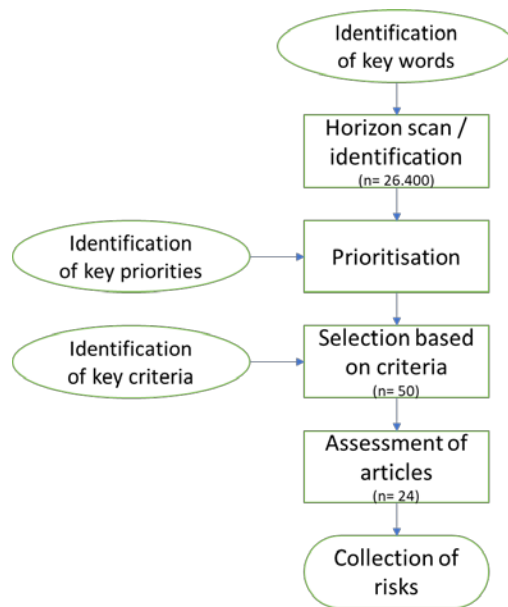 Identification
of key words
Horizon scan /
identification
(n= 26.400)
Identification
of key priorities
Prioritisation
Identification
of key criteria
Selection based
on criteria
(n= 50)
Assessment of
articles
(n= 24)
Collection of
risks